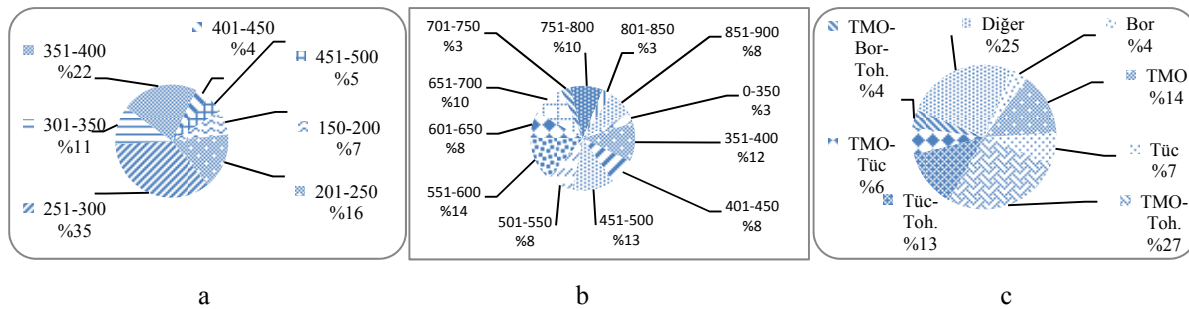 401-450
%4
351-400
%22
451-500
%5
301-350
%11
150-200
%7
201-250
%16
251-300
%35
a
701-750
%3
751-800
%10
801-850
%3
851-900
%8
651-700
%10
0-350
%3
601-650
%8
351-400
%12
551-600
%14
401-450
%8
501-550
%8
451-500
%13
b
TMO-
Bor-
Toh.
%4
Diğer
%25
Bor
%4
TMO
%14
TMO-
Tüc
%6
Tüc
%7
Tüc-
Toh.
%13
TMO-
Toh.
%27
c